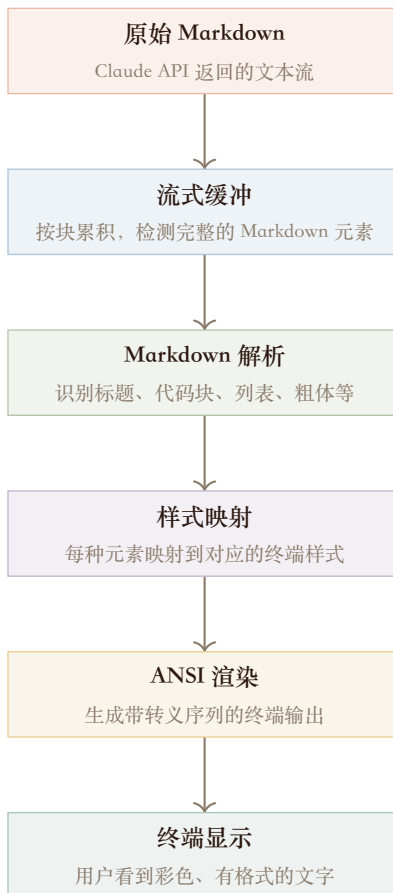 原始 Markdown
Claude API 返回的文本流
流式缓冲
按块累积，检测完整的 Markdown 元素
Markdown 解析
识别标题、代码块、列表、粗体等
样式映射
每种元素映射到对应的终端样式
ANSI 渲染
生成带转义序列的终端输出
终端显示
用户看到彩色、有格式的文字